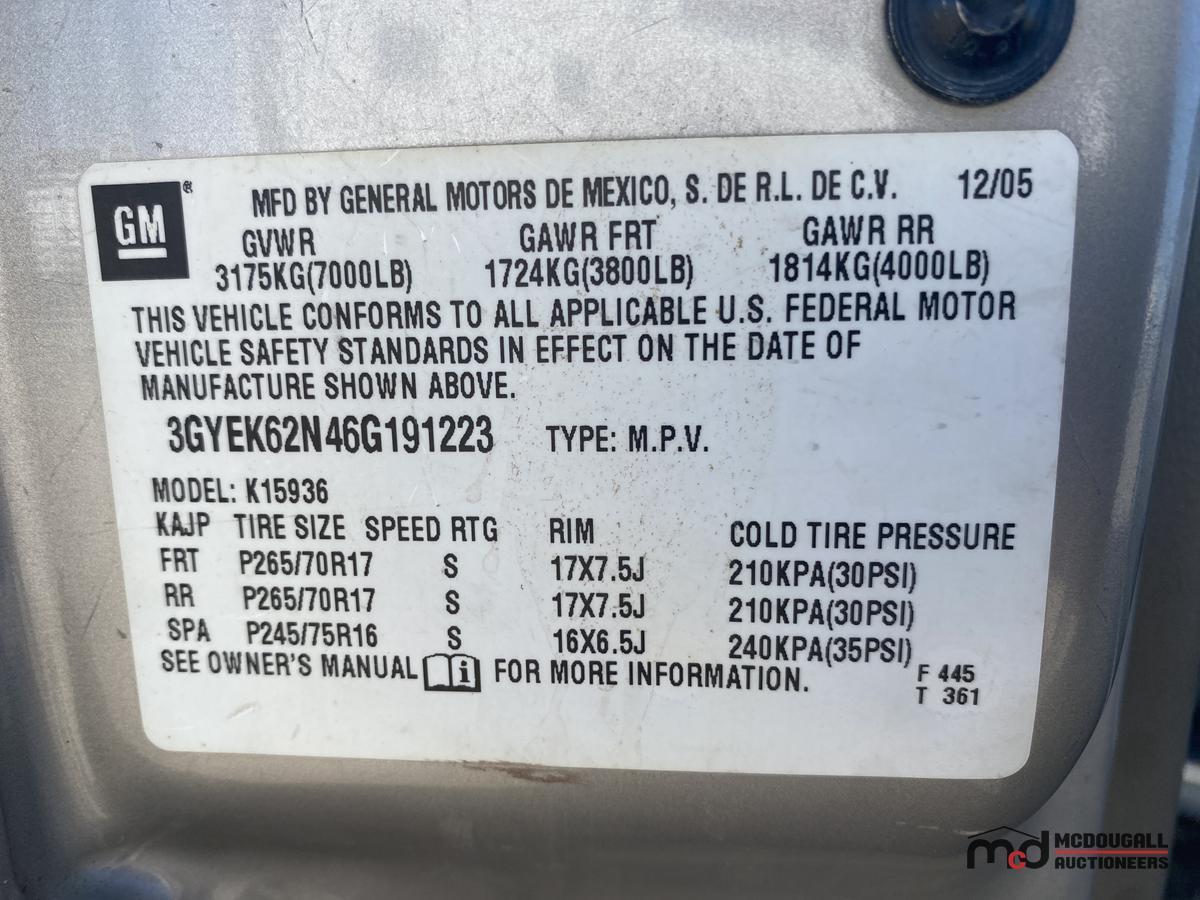 GM ® MFD BY GENERAL MOTORS DE MEXICO, S. DE R.L. DE C.V. 12/05
GVWR GAWR FRT GAWR RR
3175KG(7000LB) 1724KG(3800LB) 1814KG(4000LB)
THIS VEHICLE CONFORMS TO ALL APPLICABLE U.S. FEDERAL MOTOR
VEHICLE SAFETY STANDARDS IN EFFECT ON THE DATE OF
MANUFACTURE SHOWN ABOVE.
3GYEK62N46G191223 TYPE: M.P.V.
MODEL: K15936
KAJP TIRE SIZE SPEED RTG RIM COLD TIRE PRESSURE
FRT P265/70R17 S 17X7.5J 210KPA(30PSI)
RR P265/70R17 S 17X7.5J 210KPA(30PSI)
SPA P245/75R16 S 16X6.5J 240KPA(35PSI)
SEE OWNER'S MANUAL i FOR MORE INFORMATION.
F 445
T 361
mcd MCDOUGALL
AUCTIONEERS